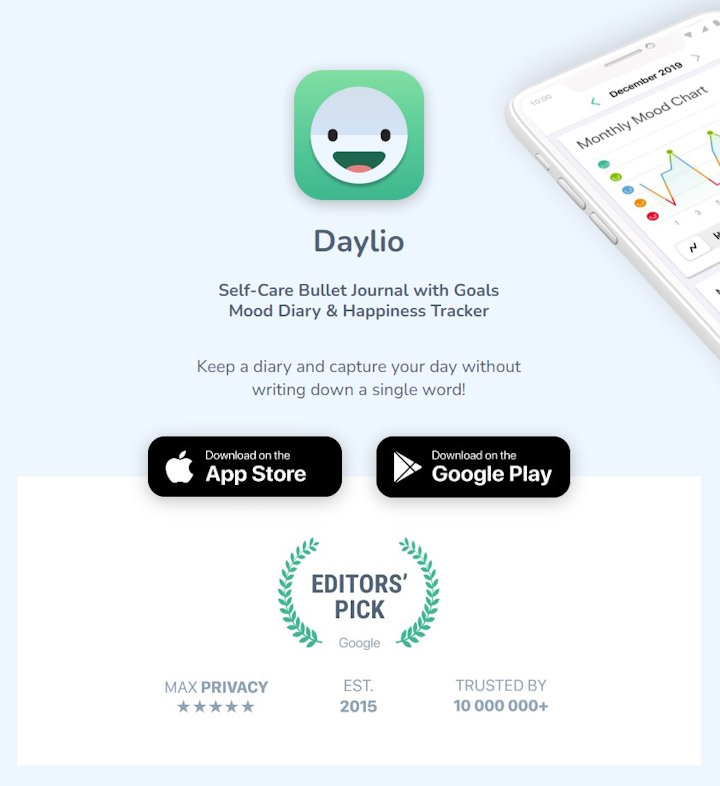 10:00
December 2019
Monthly Mood Chart
1 3
Daylio
Self-Care Bullet Journal with Goals
Mood Diary & Happiness Tracker
Keep a diary and capture your day without
writing down a single word!
Download on the
App Store
Download on the
Google Play
EDITORS’
PICK
Google
MAX PRIVACY
★★★★★
EST.
2015
TRUSTED BY
10 000 000+